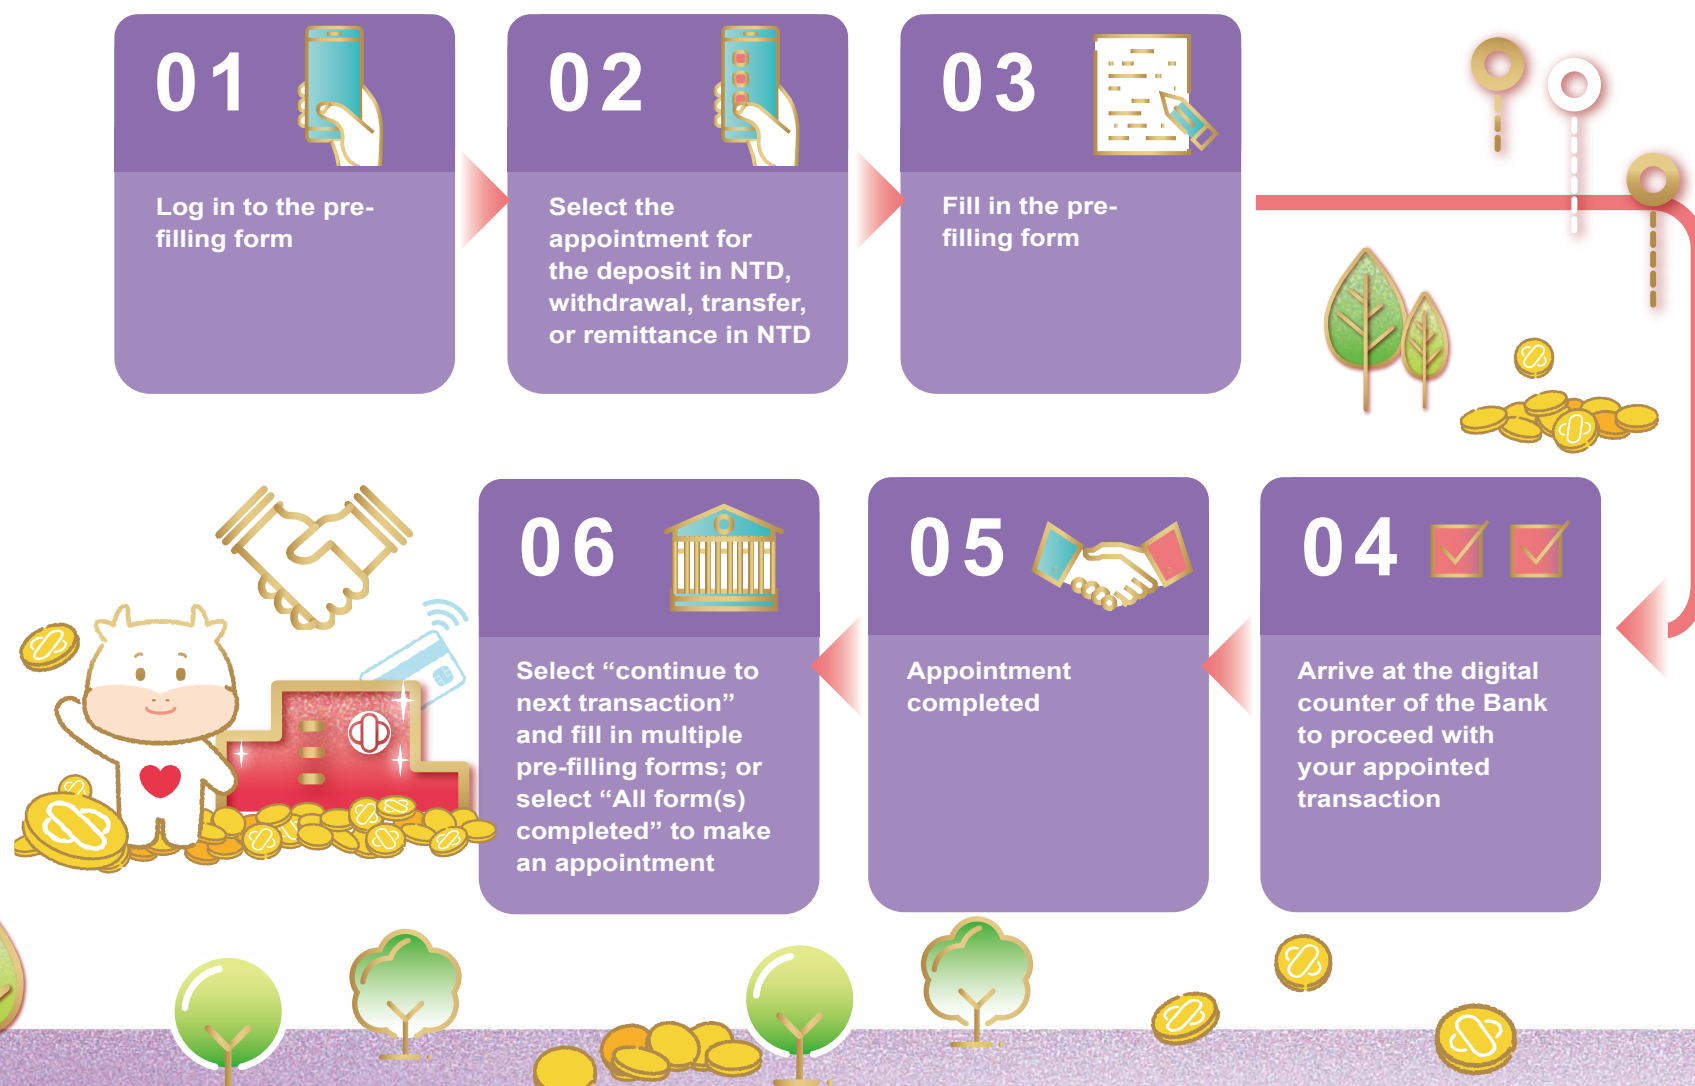 01
Log in to the pre-
filling form
02
Select the
appointment for
the deposit in NTD,
withdrawal, transfer,
or remittance in NTD
03
Fill in the pre-
filling form
04
Arrive at the digital
counter of the Bank
to proceed with
your appointed
transaction
05
Appointment
completed
06
Select “continue to
next transaction”
and fill in multiple
pre-filling forms; or
select “All form(s)
completed” to make
an appointment